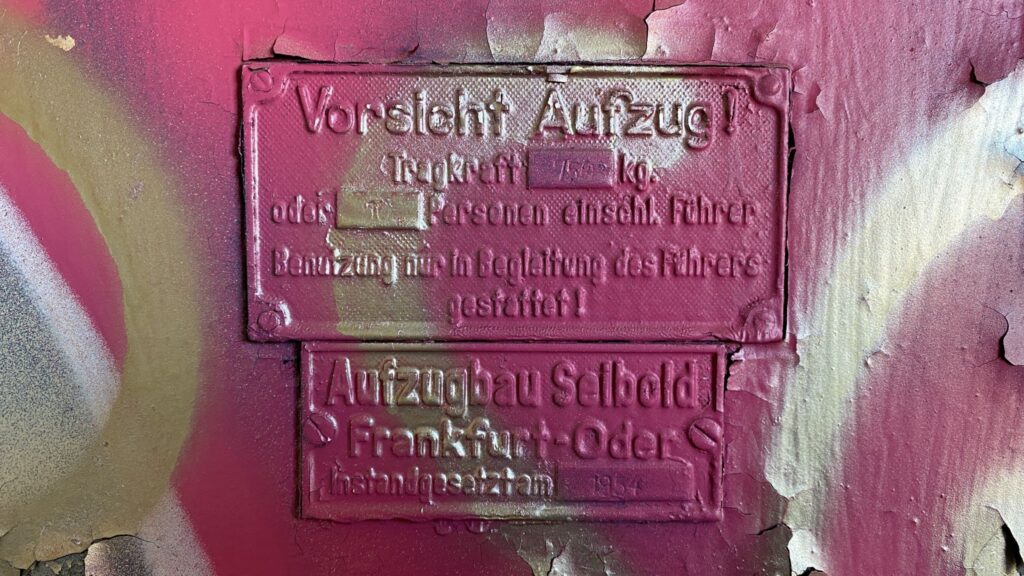 Vorsicht Aufzug!
Tragkraft kg.
oder Personen einschl. Führer
Benutzung nur in Begleitung des Führers
gestattet!
Aufzugbau Seibold
Frankfurt-Oder
Instandgesetzt am 1954